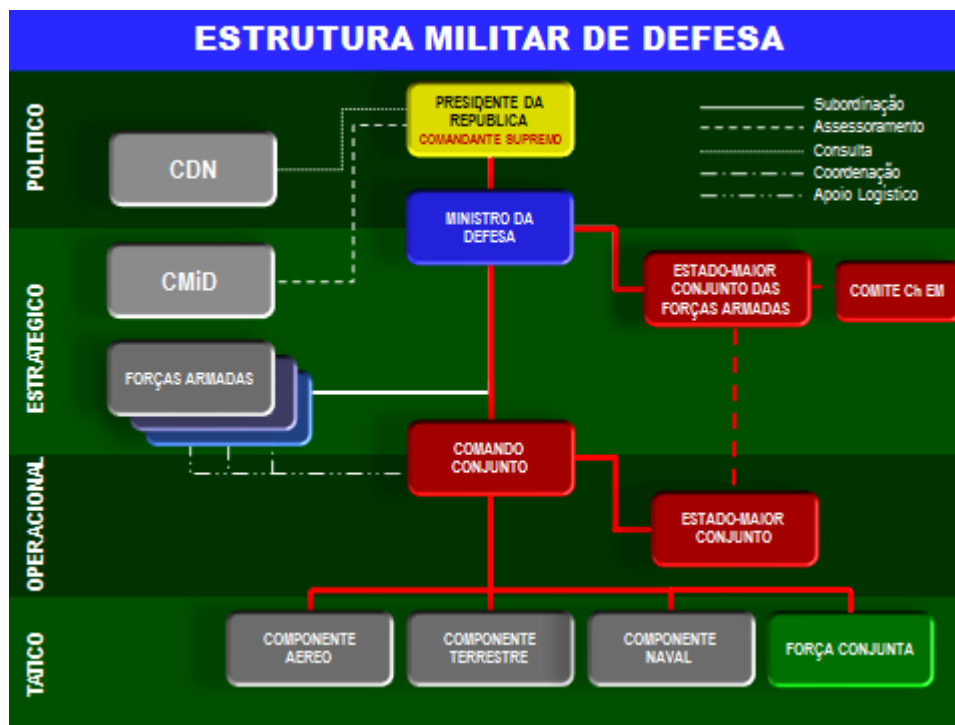 ESTRUTURA MILITAR DE DEFESA
POLITICO
PRESIDENTE DA
REPUBLICA
COMANDANTE SUPREMO
Subordinação
Assessoramento
Consulta
Coordenação
Apoio Logístico
CDN
MINISTRO DA
DEFESA
ESTRATEGICO
CMiD
ESTADO-MAIOR
CONJUNTO DAS
FORÇAS ARMADAS
COMITE Ch EM
FORÇAS ARMADAS
COMANDO
CONJUNTO
OPERACIONAL
ESTADO-MAIOR
CONJUNTO
TATICO
COMPONENTE
AEREO
COMPONENTE
TERRESTRE
COMPONENTE
NAVAL
FORÇA CONJUNTA